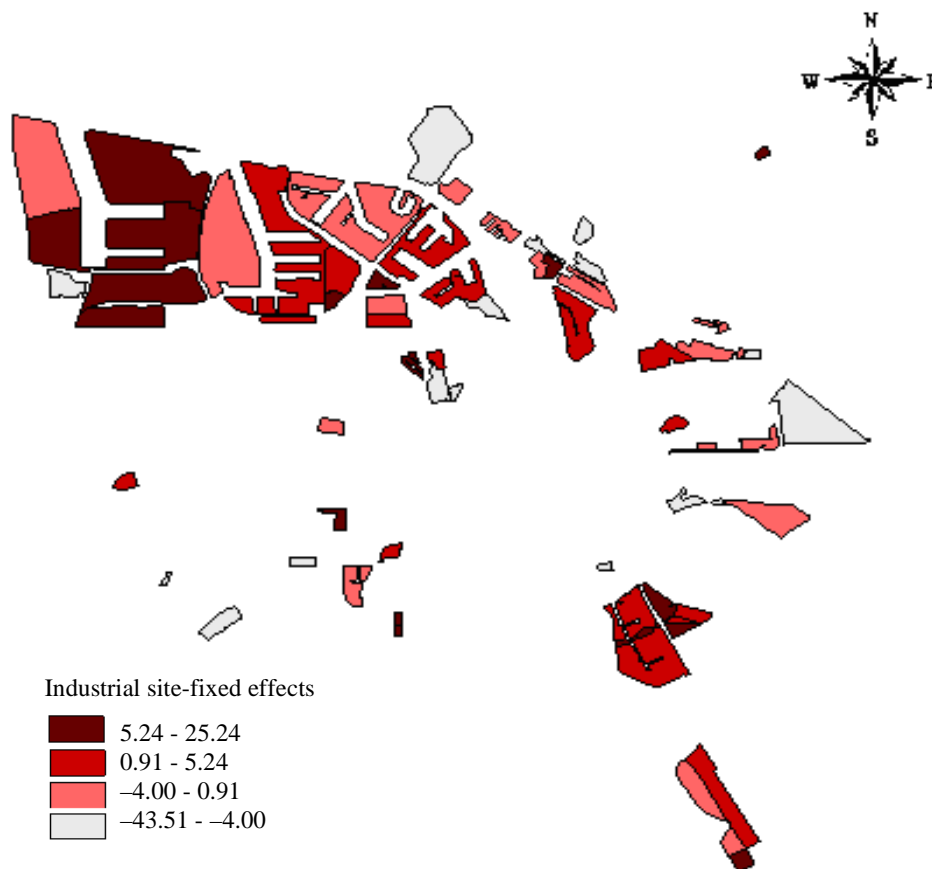 N
W
S
Industrial site-fixed effects
5.24 - 25.24
0.91 - 5.24
–4.00 - 0.91
–43.51 - –4.00